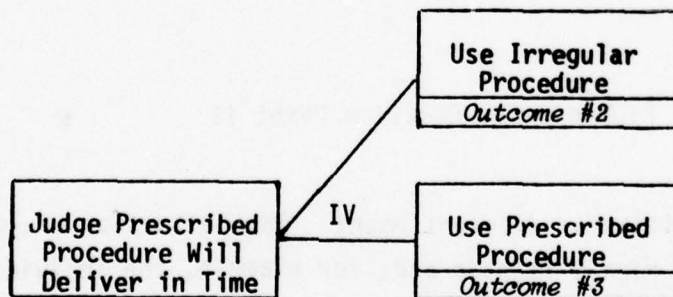 Use Irregular
Procedure
Outcome #2
Judge Prescribed
Procedure Will
Deliver in Time
IV
Use Prescribed
Procedure
Outcome #3